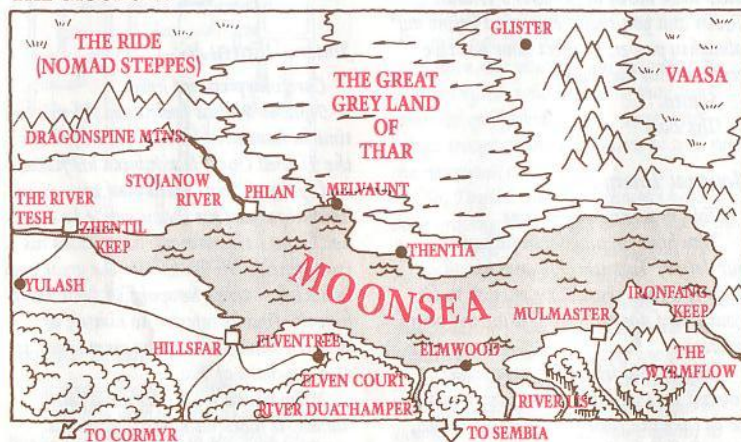 GLISTER
THE RIDE
(NOMAD STEPPES)
VAASA
THE GREAT
GREY LAND
OF
THAR
DRAGONSPINE MTNS.
STOJANOW
RIVER
PHLAN
MELVAUNT
THE RIVER
TESH
ZHENTIL
KEEP
THENTIA
YULASH
MOONSEA
IRONFANG
KEEP
MULMASTER
HILLSFAR
ELVENTREE
ELMWOOD
THE
WYRMFLOW
ELVEN COURT
RIVER DUATHAMPER
RIVER LIS
TO CORMYR
TO SEMBIA